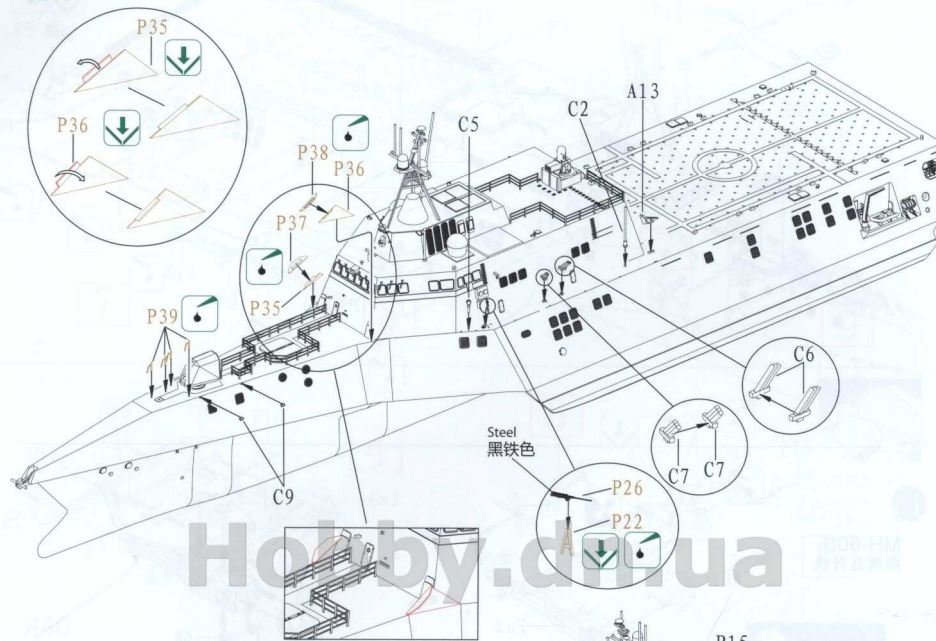 P35
P36
P38
P36
P37
P35
P39
C5
C2
A13
C6
C7
C7
C9
Steel
黑铁色
P26
P22
Hobby.dn.ua
P15